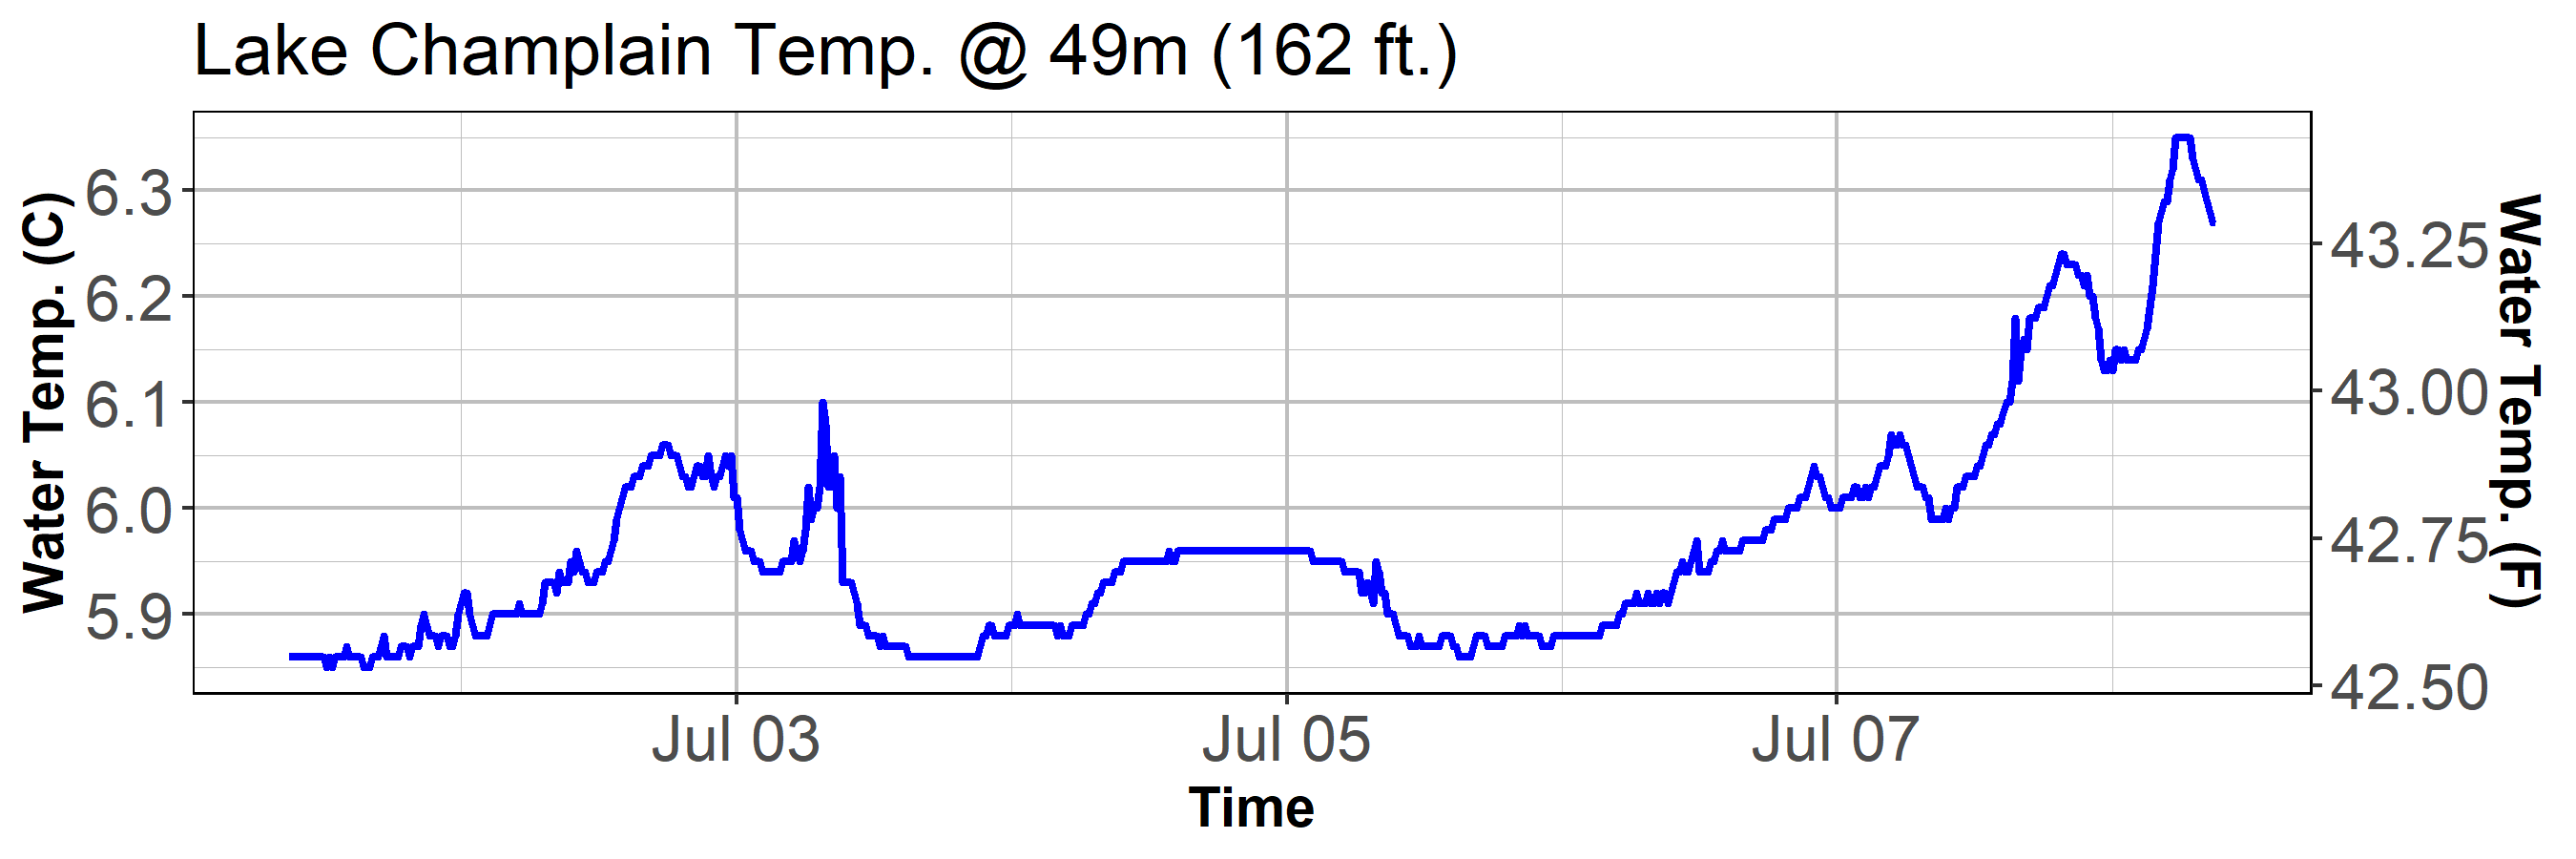 Lake Champlain Temp. @ 49m (162 ft.)
Water Temp. (C)
6.3
6.2
6.1
6.0
5.9
43.25
43.00
42.75
42.50
Water Temp. (F)
Jul 03 Jul 05 Jul 07
Time